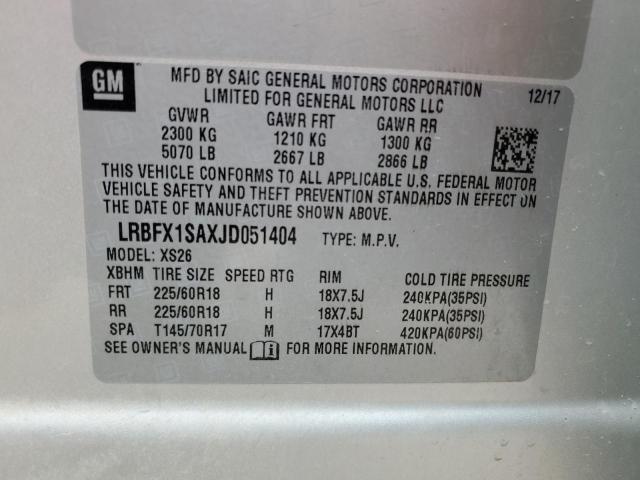 GM
MFD BY SAIC GENERAL MOTORS CORPORATION
LIMITED FOR GENERAL MOTORS LLC 12/17
GVWR GAWR FRT GAWR RR
2300 KG 1210 KG 1300 KG
5070 LB 2667 LB 2866 LB
THIS VEHICLE CONFORMS TO ALL APPLICABLE U.S. FEDERAL MOTOR
VEHICLE SAFETY AND THEFT PREVENTION STANDARDS IN EFFECT ON
THE DATE OF MANUFACTURE SHOWN ABOVE.
LRBFX1SAXJD051404 TYPE: M.P.V.
MODEL: XS26
XBHM TIRE SIZE SPEED RTG RIM COLD TIRE PRESSURE
FRT 225/60R18 H 18X7.5J 240KPA(35PSI)
RR 225/60R18 H 18X7.5J 240KPA(35PSI)
SPA T145/70R17 M 17X4BT 420KPA(60PSI)
SEE OWNER'S MANUAL FOR MORE INFORMATION.